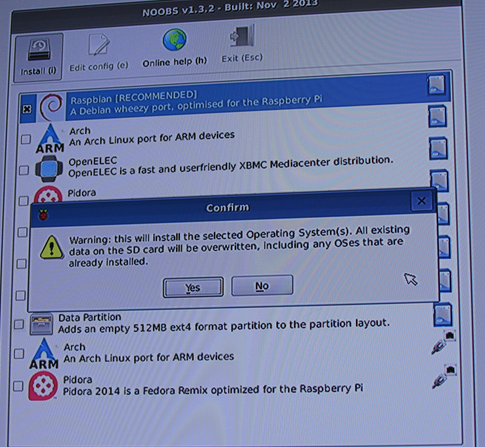 NOOBS v1.3.2 - Built: Nov 2 2013
Install (i)
Edit config (e)
Online help (h)
Exit (Esc)
Raspbian [RECOMMENDED]
A Debian wheezy port, optimised for the Raspberry Pi
Arch
ARM An Arch Linux port for ARM devices
OpenELEC
OpenELEC is a fast and userfriendly XBMC Mediacenter distribution.
Pidora
Confirm
Warning: this will install the selected Operating System(s). All existing
data on the SD card will be overwritten, including any OSes that are
already installed.
Yes
No
Data Partition
Adds an empty 512MB ext4 format partition to the partition layout.
Arch
ARM An Arch Linux port for ARM devices
Pidora
Pidora 2014 is a Fedora Remix optimized for the Raspberry Pi